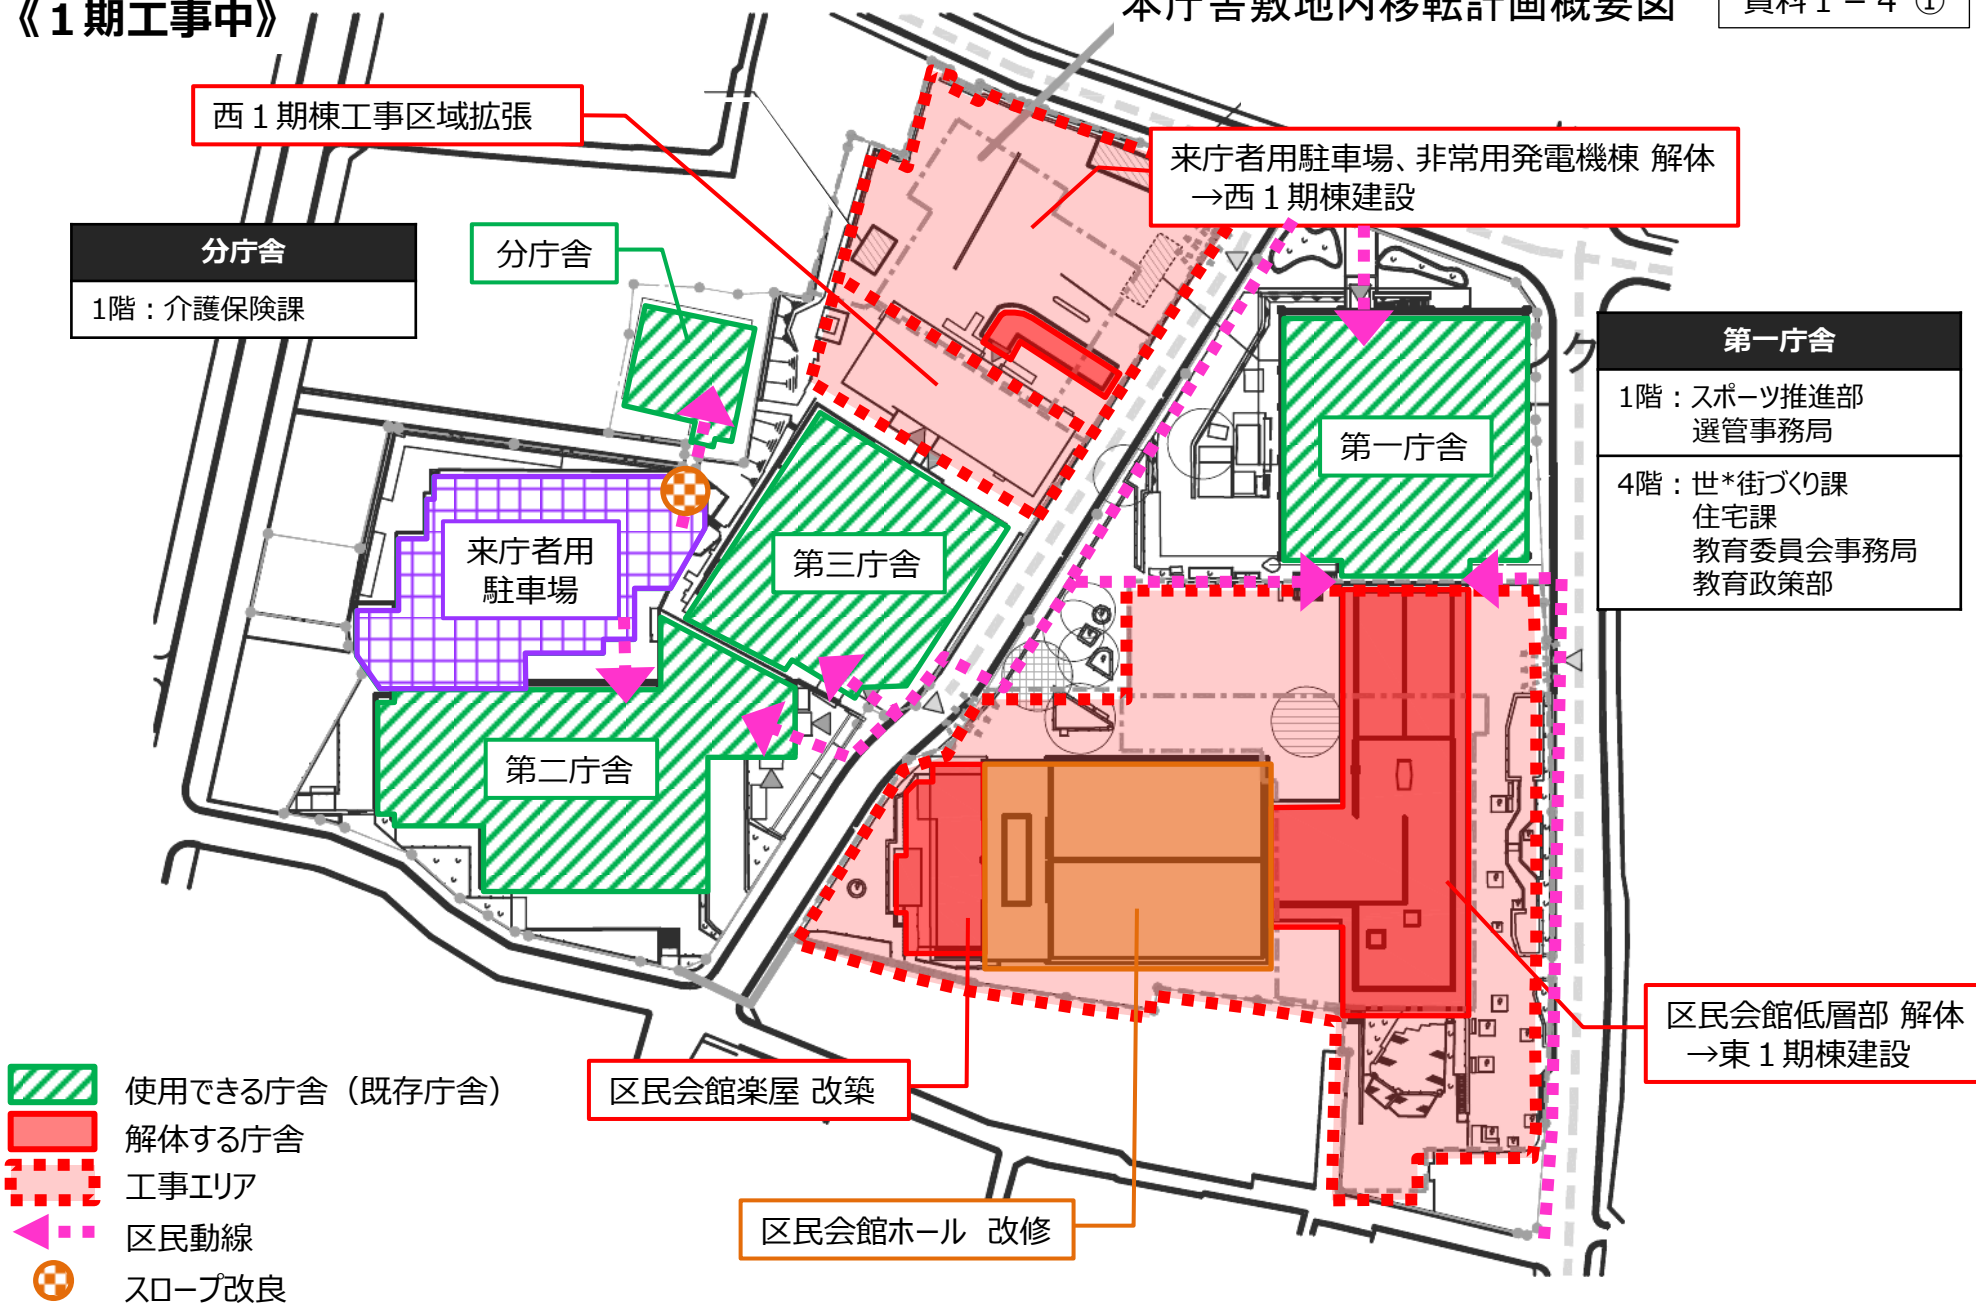 《１期工事中》
本庁舎敷地内移転計画概要図
資料１－４ ①
西１期棟工事区域拡張
来庁者用駐車場、非常用発電機棟 解体
→西１期棟建設
分庁舎
1階：介護保険課
分庁舎
第一庁舎
1階：スポーツ推進部
選管事務局
4階：世*街づくり課
住宅課
教育委員会事務局
教育政策部
ク
第一庁舎
来庁者用
駐車場
第三庁舎
第二庁舎
区民会館低層部 解体
→東１期棟建設
区民会館楽屋 改築
区民会館ホール 改修
使用できる庁舎（既存庁舎）
解体する庁舎
工事エリア
区民動線
スロープ改良